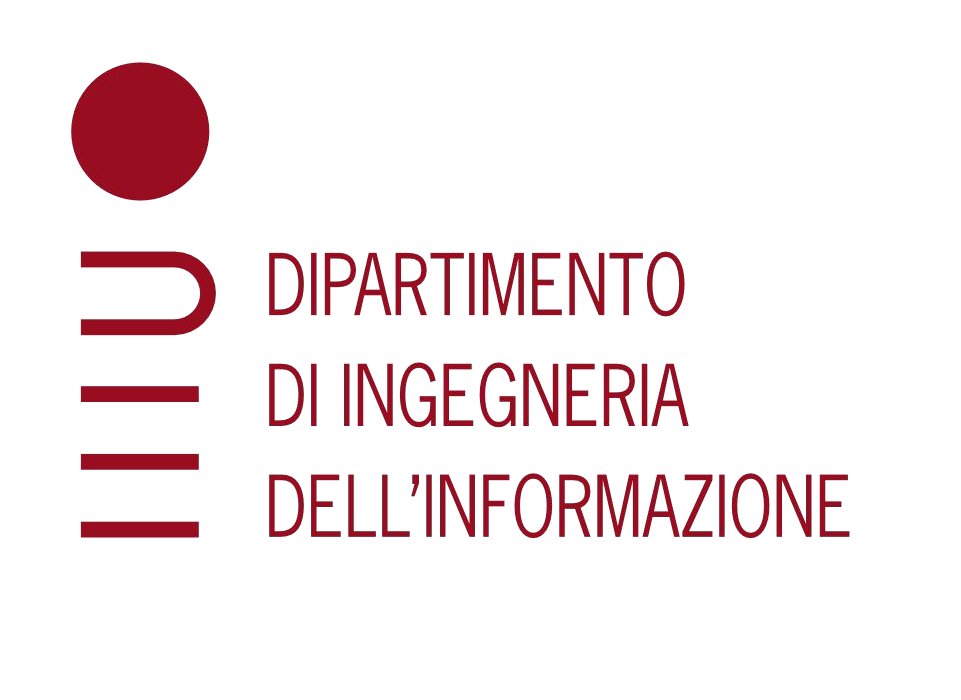 DIPARTIMENTO
DI INGEGNERIA
DELL’INFORMAZIONE